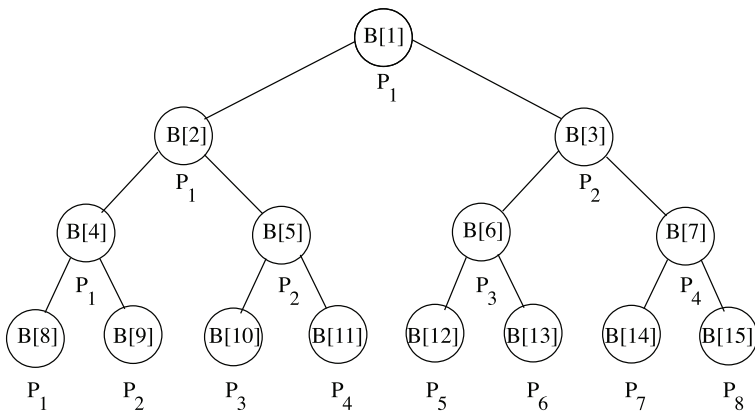 B[1]
P1
B[2]
B[3]
P1
P2
B[4]
B[5]
B[6]
B[7]
P1
P2
P3
P4
B[8]
B[9]
B[10]
B[11]
B[12]
B[13]
B[14]
B[15]
P1
P2
P3
P4
P5
P6
P7
P8